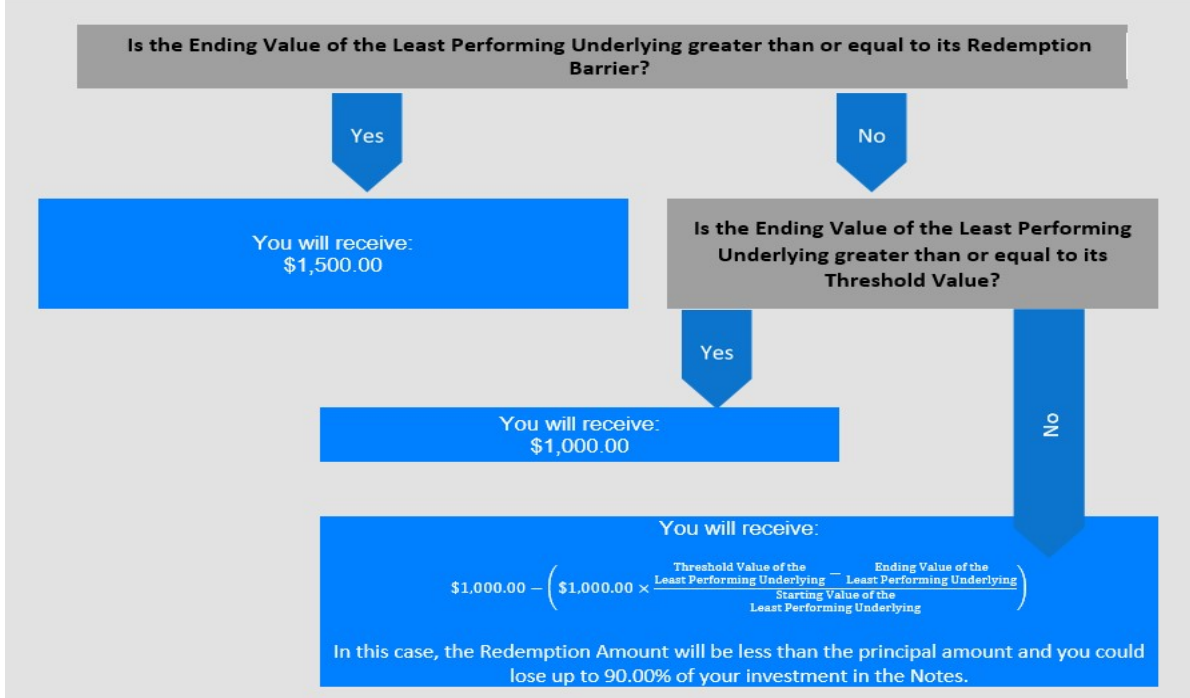 Is the Ending Value of the Least Performing Underlying greater than or equal to its Redemption
Barrier?
Yes
No
You will receive:
$1,500.00
Is the Ending Value of the Least Performing
Underlying greater than or equal to its
Threshold Value?
Yes
No
You will receive:
$1,000.00
You will receive:
Threshold Value of the Ending Value of the
$1,000.00 − ($1,000.00 × Least Performing Underlying − Least Performing Underlying)
Starting Value of the
Least Performing Underlying
In this case, the Redemption Amount will be less than the principal amount and you could
lose up to 90.00% of your investment in the Notes.